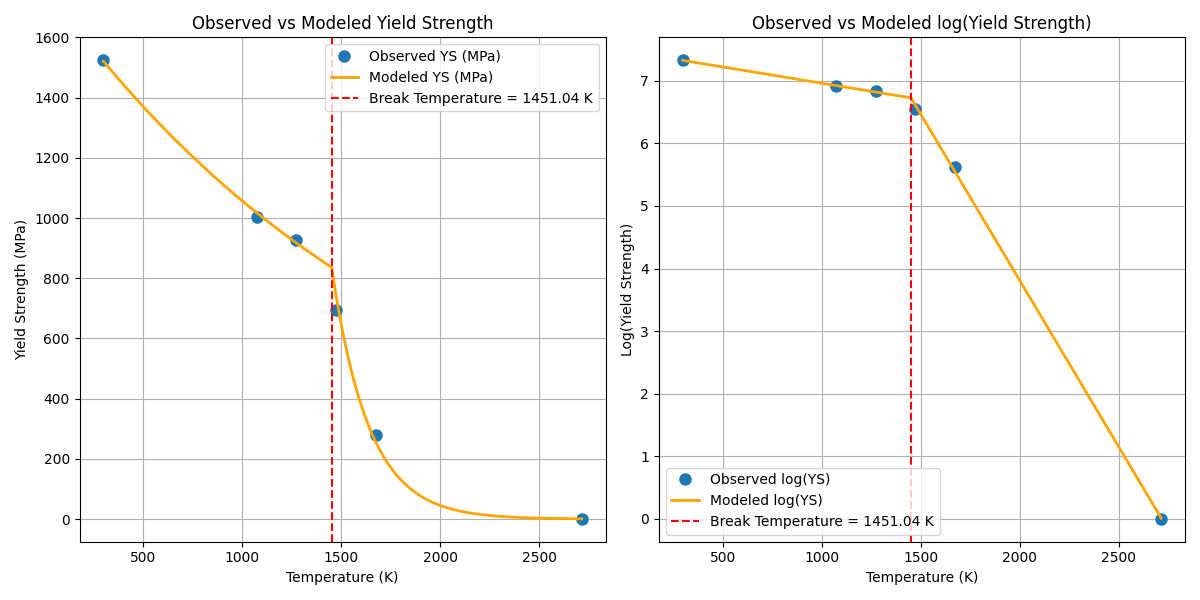 Observed vs Modeled Yield Strength
1600
1400
1200
1000
800
600
400
200
0
Yield Strength (MPa)
Observed YS (MPa)
Modeled YS (MPa)
Break Temperature = 1451.04 K
500 1000 1500 2000 2500
Temperature (K)
Observed vs Modeled log(Yield Strength)
7
6
5
4
3
2
1
0
Log(Yield Strength)
Observed log(YS)
Modeled log(YS)
Break Temperature = 1451.04 K
500 1000 1500 2000 2500
Temperature (K)